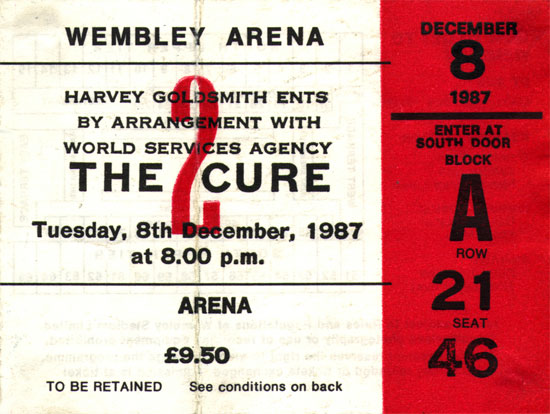 WEMBLEY ARENA
HARVEY GOLDSMITH ENTS
BY ARRANGEMENT WITH
WORLD SERVICES AGENCY
THE CURE
2
Tuesday, 8th December, 1987
at 8.00 p.m.
ARENA
£9.50
TO BE RETAINED See conditions on back
DECEMBER
8
1987
ENTER AT
SOUTH DOOR
BLOCK
A
ROW
21
SEAT
46